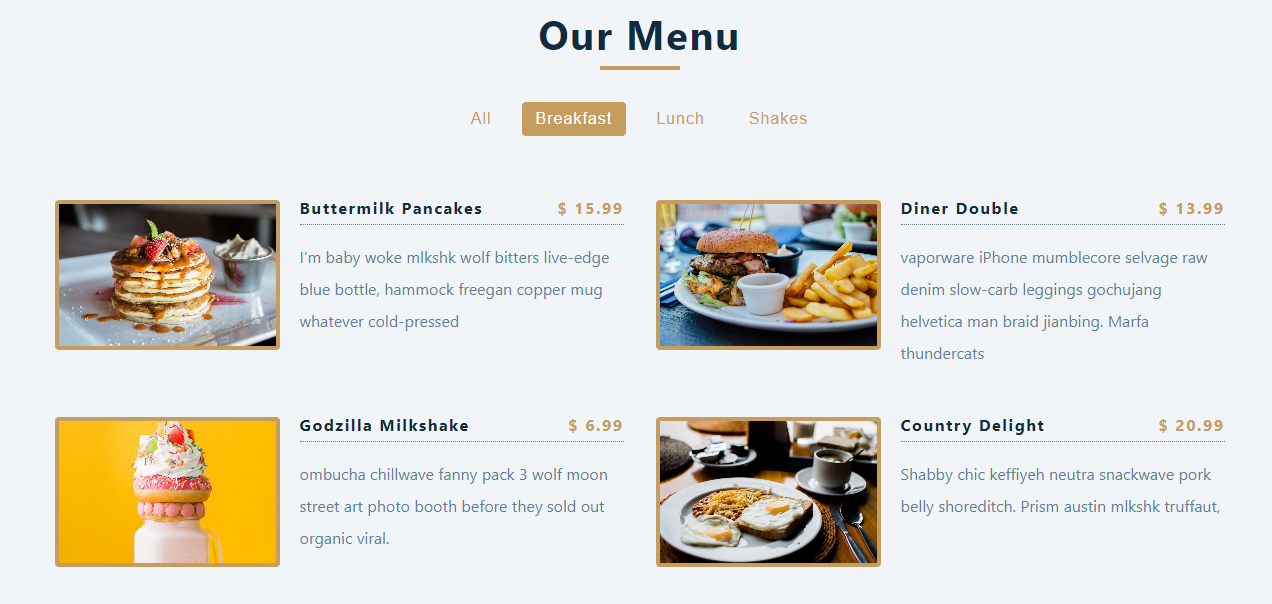 Our Menu
All Breakfast Lunch Shakes
Buttermilk Pancakes $ 15.99
I'm baby woke mlkshk wolf bitters live-edge
blue bottle, hammock freegan copper mug
whatever cold-pressed
Diner Double $ 13.99
vaporware iPhone mumblecore selvage raw
denim slow-carb leggings gochujang
helvetica man braid jianbing. Marfa
thundercats
Godzilla Milkshake $ 6.99
ombucha chillwave fanny pack 3 wolf moon
street art photo booth before they sold out
organic viral.
Country Delight $ 20.99
Shabby chic keffiyeh neutra snackwave pork
belly shoreditch. Prism austin mlkshk truffaut,